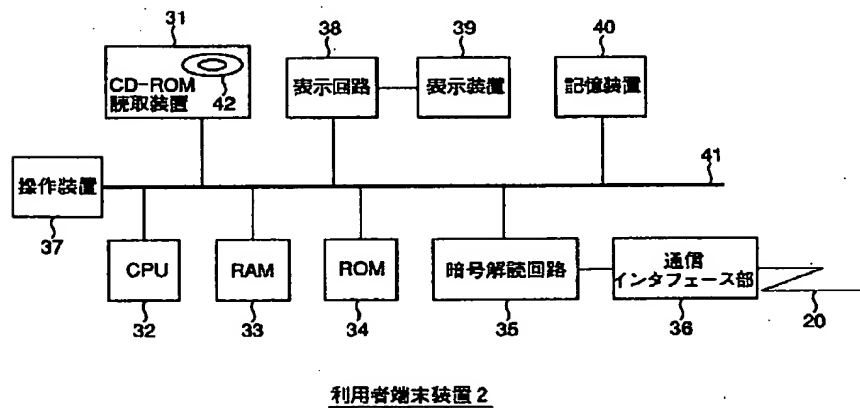 31
38
39
40
CD-ROM
読取装置
42
表示回路
表示装置
記憶装置
41
操作装置
37
CPU
RAM
ROM
暗号解読回路
通信
インタフェース部
32
33
34
35
36
20
利用者端末装置2